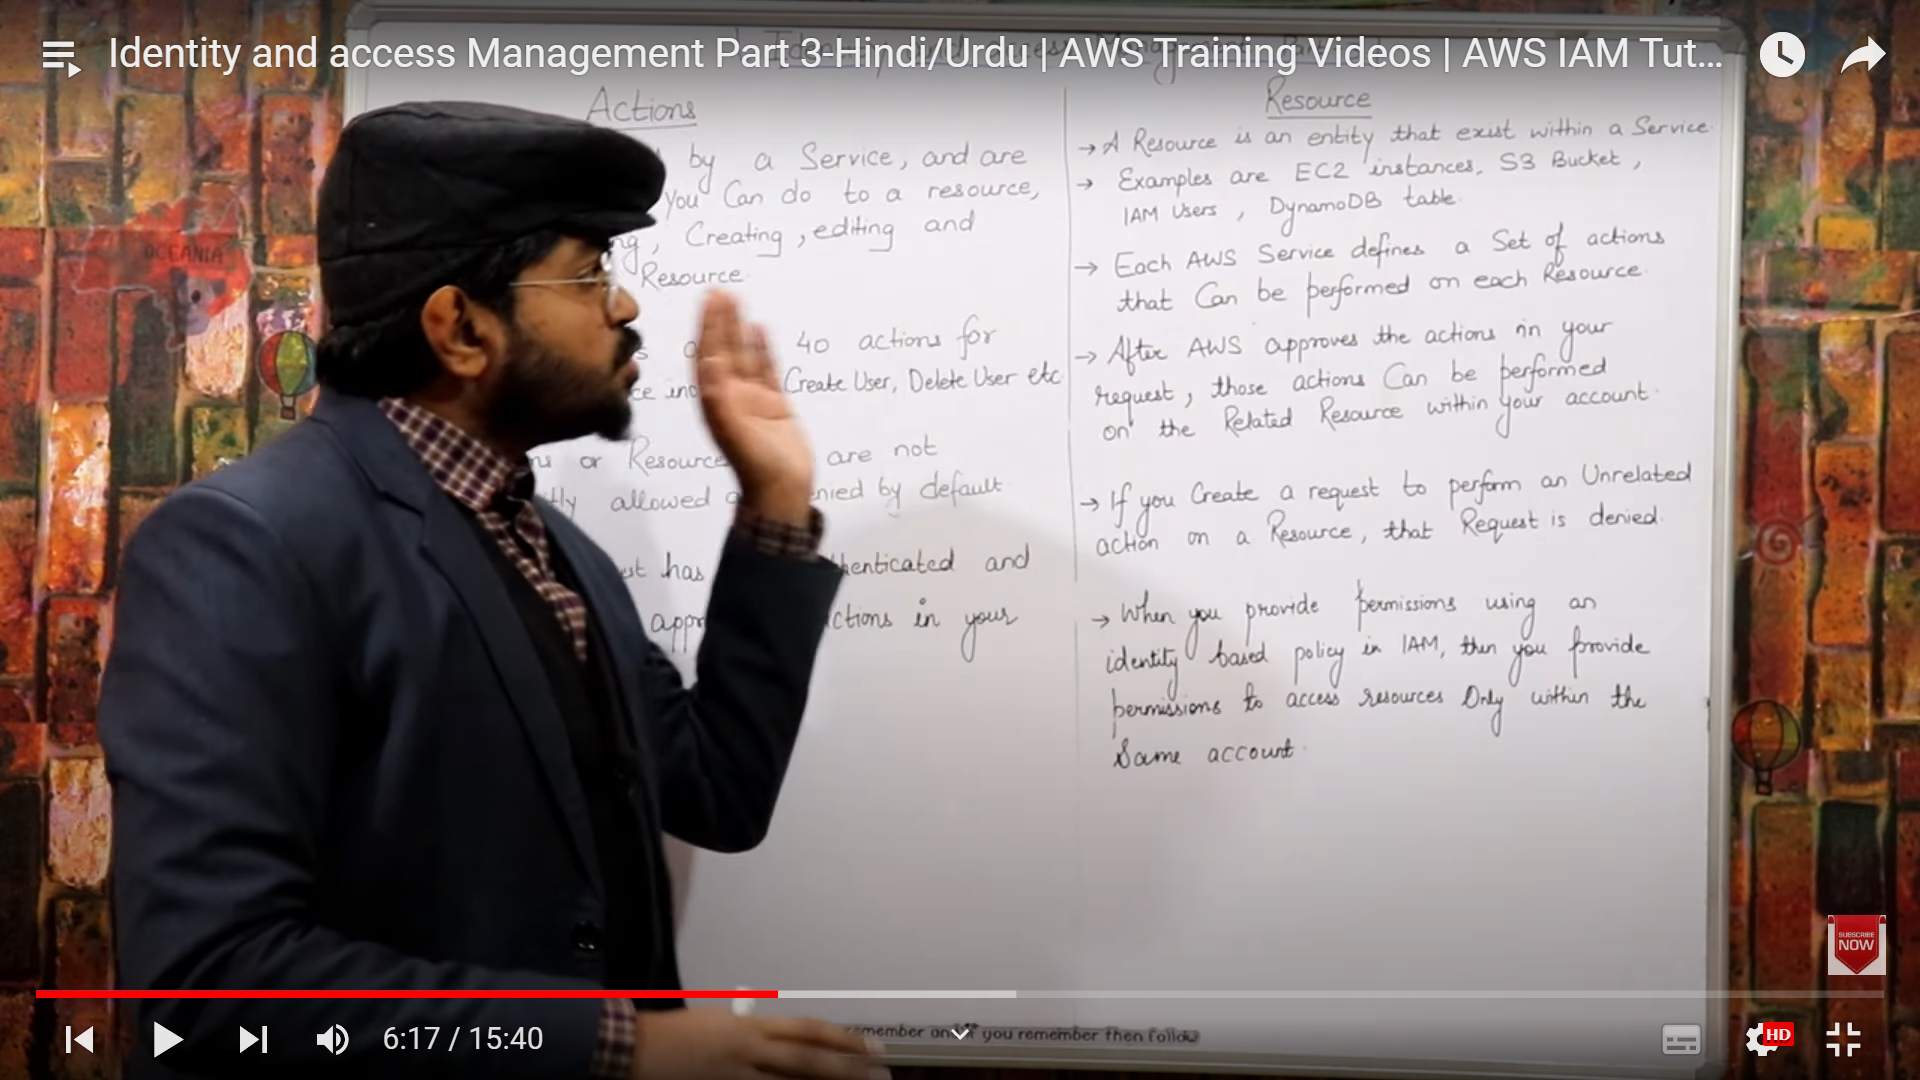 Identity and access Management Part 3-Hindi/Urdu | AWS Training Videos | AWS IAM Tut...
Actions
by a Service, and are
you Can do to a resource,
Creating, editing and
Resource
40 actions for
Create User, Delete User etc
or Resource are not
allowed by default
has and
in your
Resource
→ A Resource is an entity that exist within a Service.
→ Examples are EC2 instances, S3 Bucket,
IAM Users, DynamoDB table.
→ Each AWS Service defines a Set of actions
that Can be performed on each Resource.
→ After AWS approves the actions in your
request, those actions Can be performed
on the Related Resource within your account.
→ If you Create a request to perform an Unrelated
action on a Resource, that Request is denied.
→ When you provide permissions using an
identity based policy in IAM, then you provide
permissions to access resources Only within the
Same account.
OCEANIA
SUBSCRIBE
NOW
6:17 / 15:40
you remember then
HD